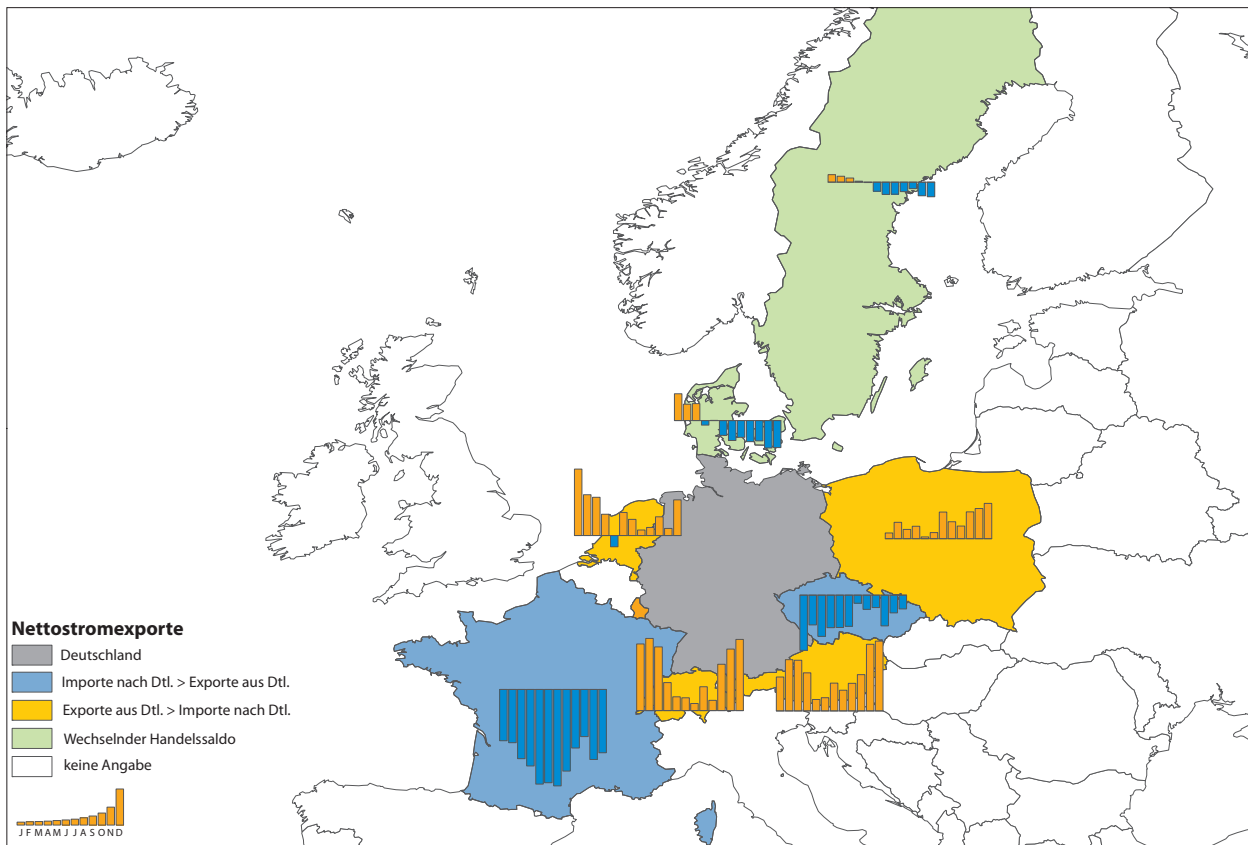 Nettostromexporte
Deutschland
Importe nach Dtl. > Exporte aus Dtl.
Exporte aus Dtl. > Importe nach Dtl.
Wechselnder Handelssaldo
keine Angabe
J F M A M J J A S O N D